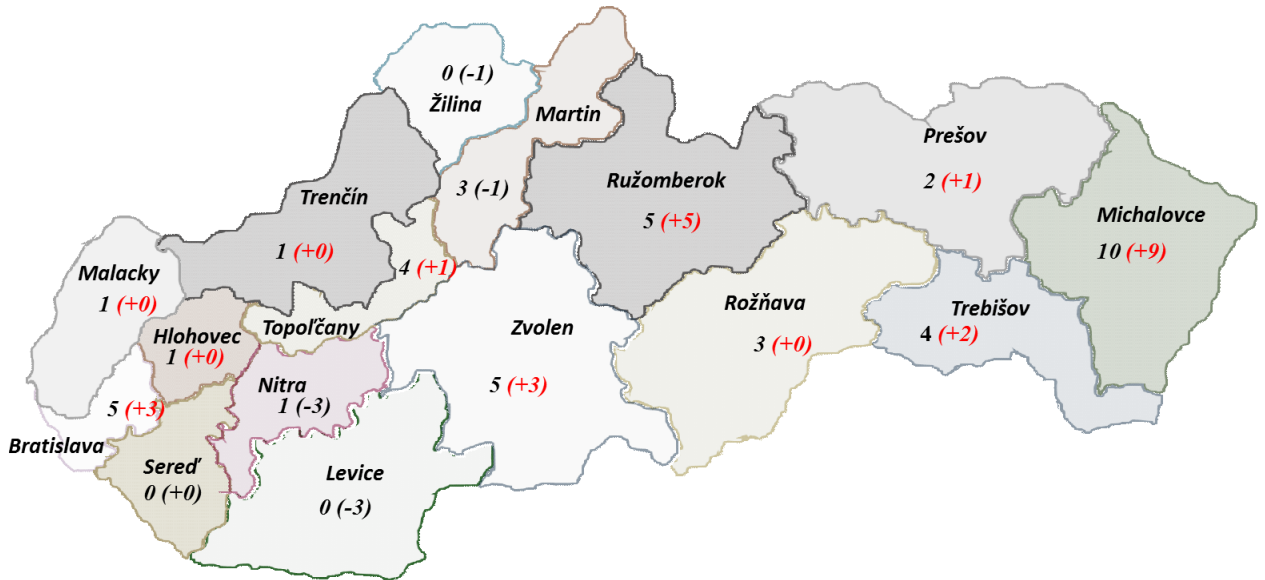 0 (-1)
Žilina
Martin
3 (-1)
Trenčín
1 (+0)
Ružomberok
5 (+5)
Prešov
2 (+1)
Michalovce
10 (+9)
Malacky
1 (+0)
4 (+1)
Topoľčany
Hlohovec
1 (+0)
Zvolen
5 (+3)
Rožňava
3 (+0)
Trebišov
4 (+2)
Nitra
1 (-3)
5 (+3)
Bratislava
Sereď
0 (+0)
Levice
0 (-3)